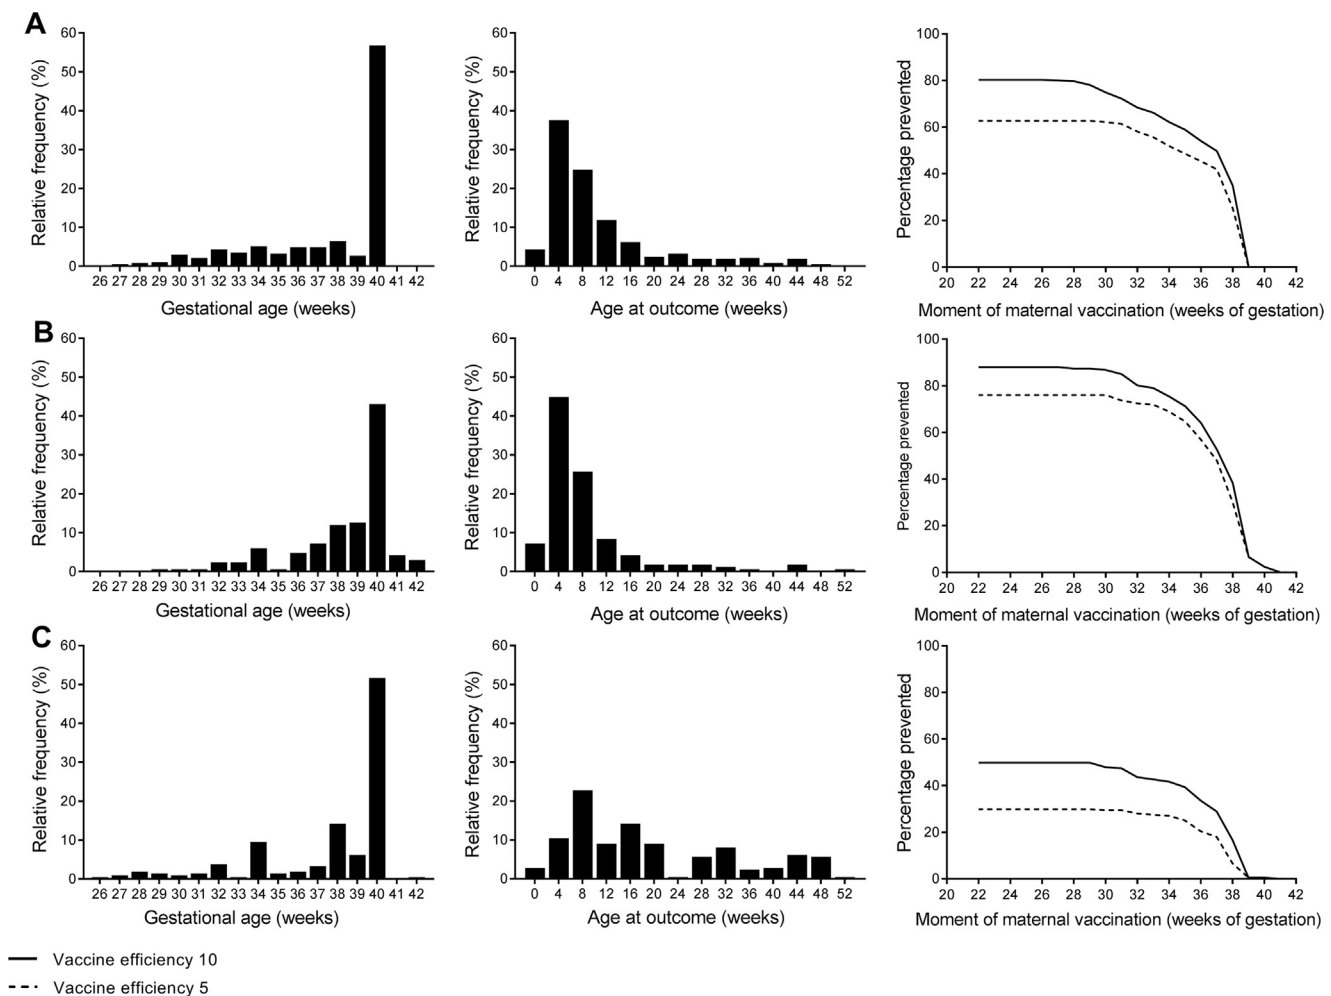 A
Relative frequency (%)
60
50
40
30
20
10
0
26 27 28 29 30 31 32 33 34 35 36 37 38 39 40 41 42
Gestational age (weeks)
Relative frequency (%)
60
50
40
30
20
10
0
0 4 8 12 16 20 24 28 32 36 40 44 48 52
Age at outcome (weeks)
Percentage prevented
100
80
60
40
20
0
20 22 24 26 28 30 32 34 36 38 40 42
Moment of maternal vaccination (weeks of gestation)
B
Relative frequency (%)
60
50
40
30
20
10
0
26 27 28 29 30 31 32 33 34 35 36 37 38 39 40 41 42
Gestational age (weeks)
Relative frequency (%)
60
50
40
30
20
10
0
0 4 8 12 16 20 24 28 32 36 40 44 48 52
Age at outcome (weeks)
Percentage prevented
100
80
60
40
20
0
20 22 24 26 28 30 32 34 36 38 40 42
Moment of maternal vaccination (weeks of gestation)
C
Relative frequency (%)
60
50
40
30
20
10
0
26 27 28 29 30 31 32 33 34 35 36 37 38 39 40 41 42
Gestational age (weeks)
Relative frequency (%)
60
50
40
30
20
10
0
0 4 8 12 16 20 24 28 32 36 40 44 48 52
Age at outcome (weeks)
Percentage prevented
100
80
60
40
20
0
20 22 24 26 28 30 32 34 36 38 40 42
Moment of maternal vaccination (weeks of gestation)
Vaccine efficiency 10
Vaccine efficiency 5